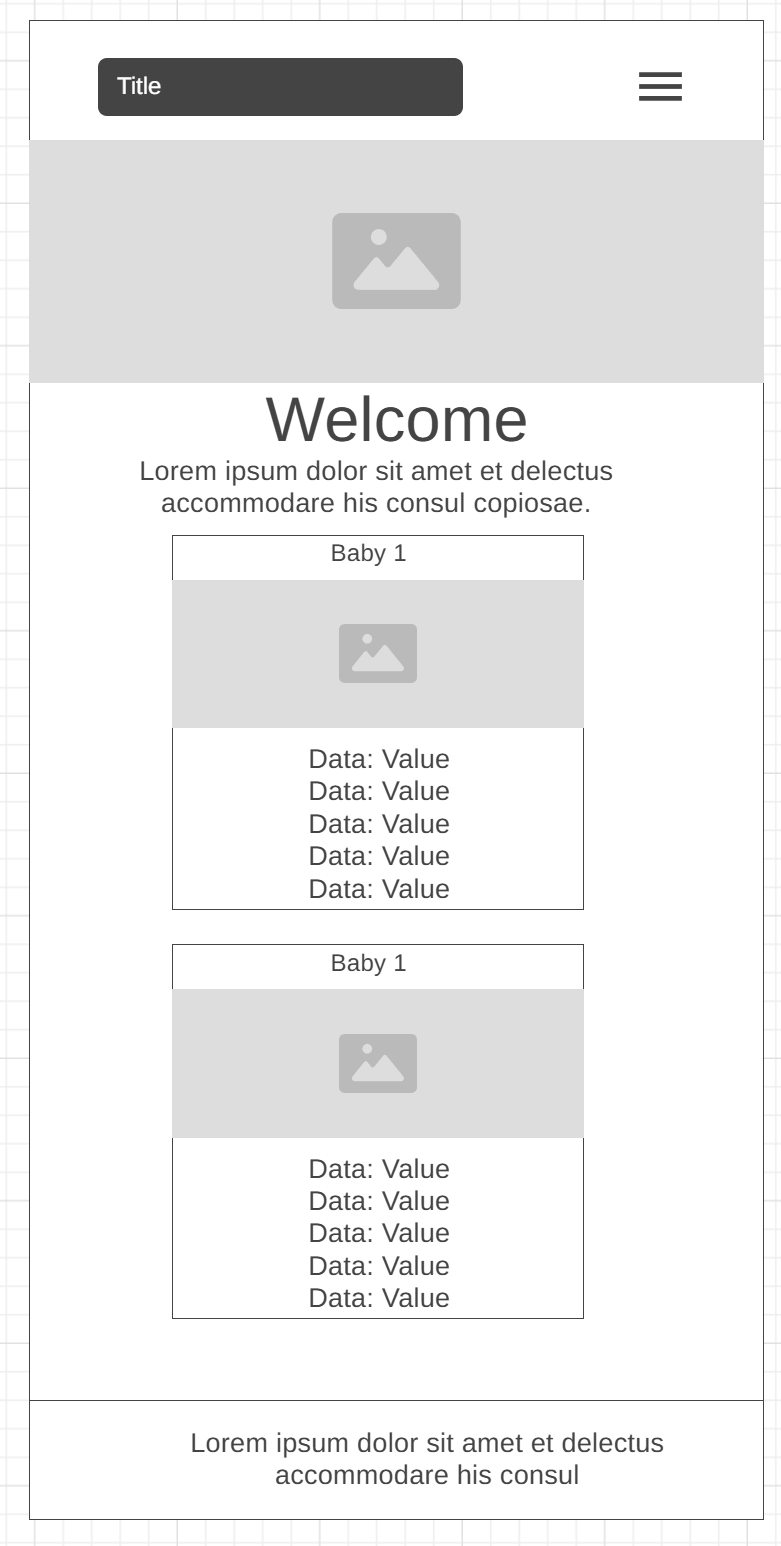 Title
Welcome
Lorem ipsum dolor sit amet et delectus
accommodare his consul copiosae.
Baby 1
Data: Value
Data: Value
Data: Value
Data: Value
Data: Value
Baby 1
Data: Value
Data: Value
Data: Value
Data: Value
Data: Value
Lorem ipsum dolor sit amet et delectus
accommodare his consul